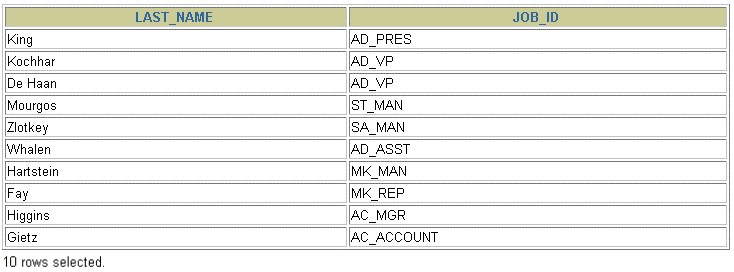 LAST_NAME JOB_ID
King AD_PRES
Kochhar AD_VP
De Haan AD_VP
Mourgos ST_MAN
Zlotkey SA_MAN
Whalen AD_ASST
Hartstein MK_MAN
Fay MK_REP
Higgins AC_MGR
Gietz AC_ACCOUNT
10 rows selected.